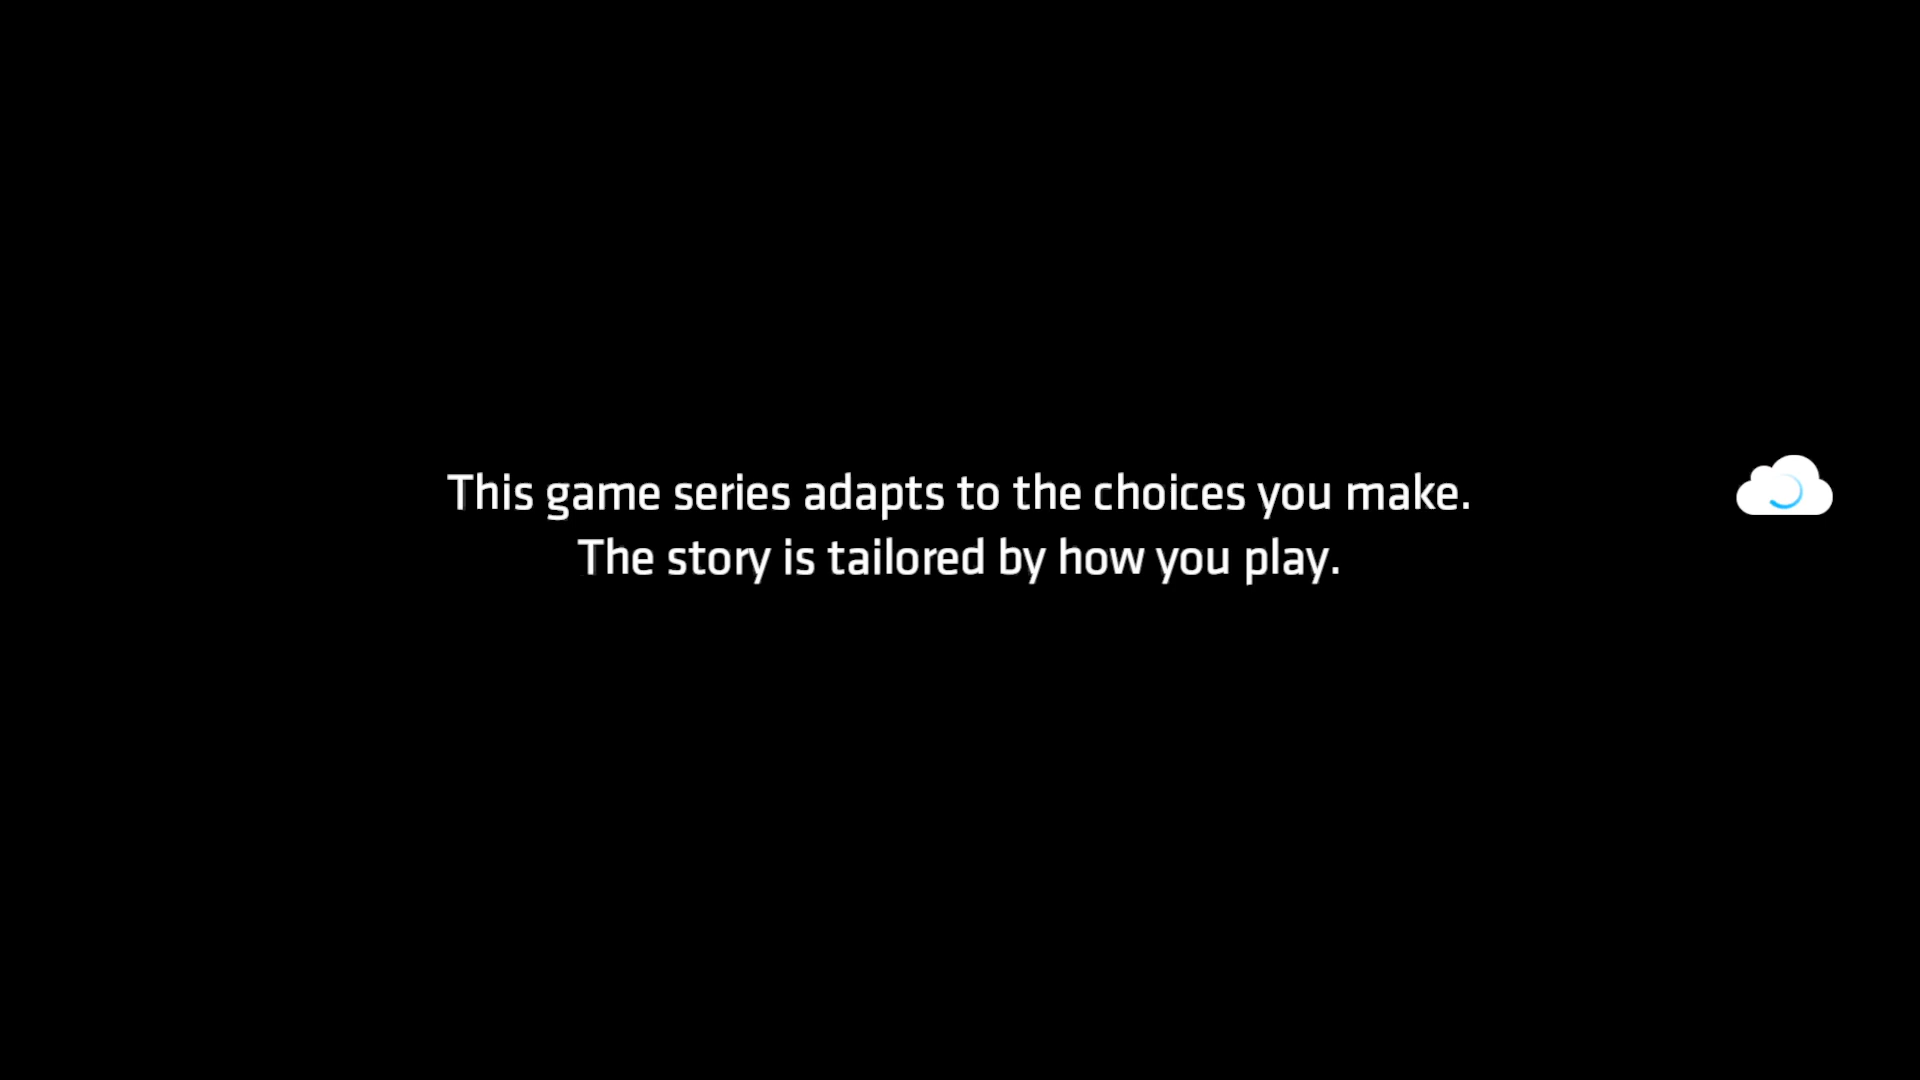 This game series adapts to the choices you make.
The story is tailored by how you play.